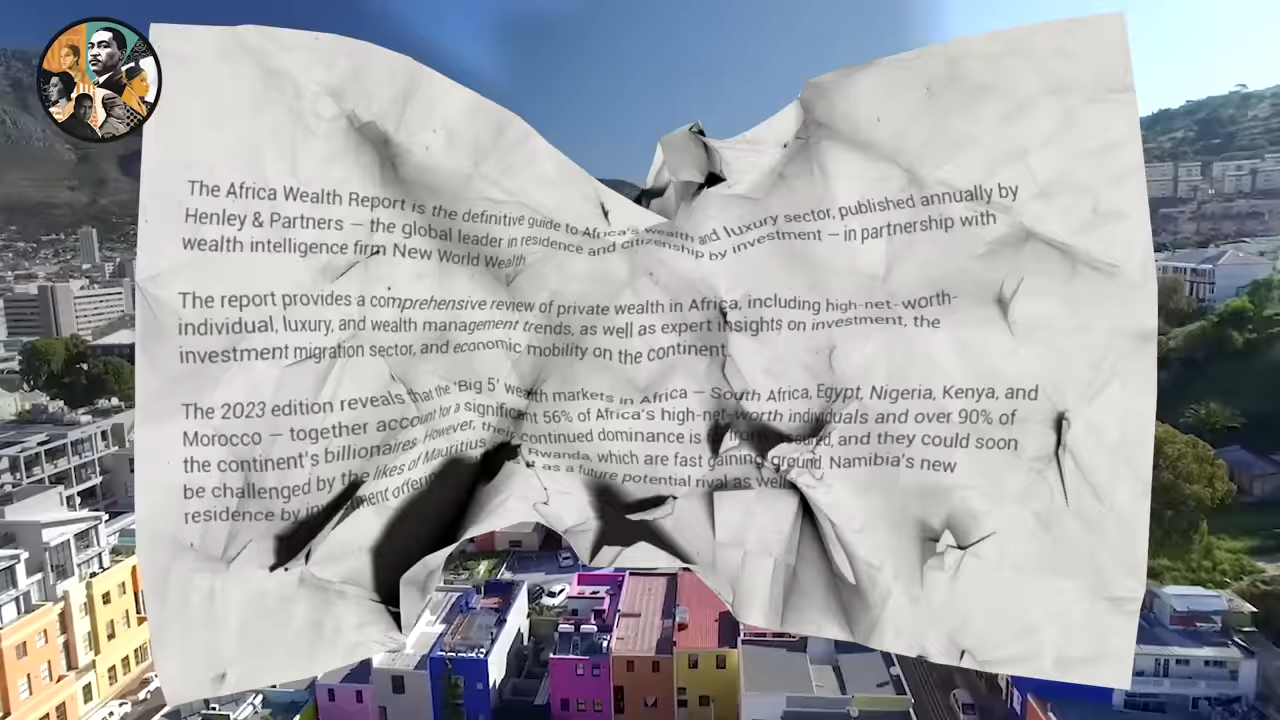 The Africa Wealth Report is the definitive guide to Africa's wealth and luxury sector, published annually by
Henley & Partners – the global leader in residence and citizenship by investment – in partnership with
wealth intelligence firm New World Wealth
The report provides a comprehensive review of private wealth in Africa, including high-net-worth-
individual, luxury, and wealth management trends, as well as expert insights on investment, the
investment migration sector, and economic mobility on the continent
The 2023 edition reveals that the 'Big 5' wealth markets in Africa – South Africa, Egypt, Nigeria, Kenya, and
Morocco – together account for a significant 56% of Africa's high-net-worth individuals and over 90% of
the continent's billionaires. However, their continued dominance is far from assured, and they could soon
be challenged by the likes of Mauritius Rwanda, which are fast gaining ground. Namibia's new
residence by investment offering as a future potential rival as well